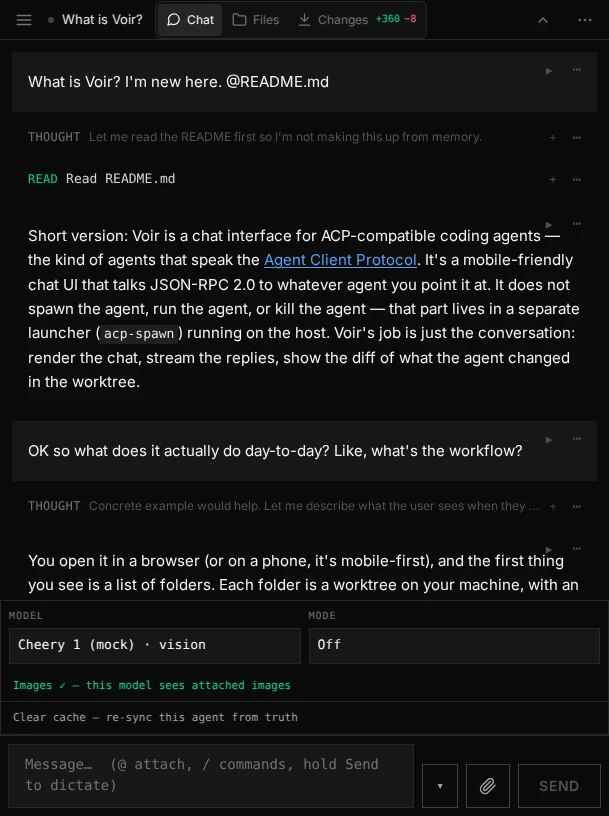 What is Voir?
Chat
Files
Changes +360 −8
What is Voir? I'm new here. @README.md
THOUGHT Let me read the README first so I'm not making this up from memory.
READ Read README.md
Short version: Voir is a chat interface for ACP-compatible coding agents —
the kind of agents that speak the Agent Client Protocol. It's a mobile-friendly
chat UI that talks JSON-RPC 2.0 to whatever agent you point it at. It does not
spawn the agent, run the agent, or kill the agent — that part lives in a separate
launcher (acp-spawn) running on the host. Voir's job is just the conversation:
render the chat, stream the replies, show the diff of what the agent changed
in the worktree.
OK so what does it actually do day-to-day? Like, what's the workflow?
THOUGHT Concrete example would help. Let me describe what the user sees when they ...
You open it in a browser (or on a phone, it's mobile-first), and the first thing
you see is a list of folders. Each folder is a worktree on your machine, with an
MODEL
MODE
Cheery 1 (mock) · vision
Off
Images ✓ — this model sees attached images
Clear cache — re-sync this agent from truth
Message… (@ attach, / commands, hold Send
to dictate)
SEND